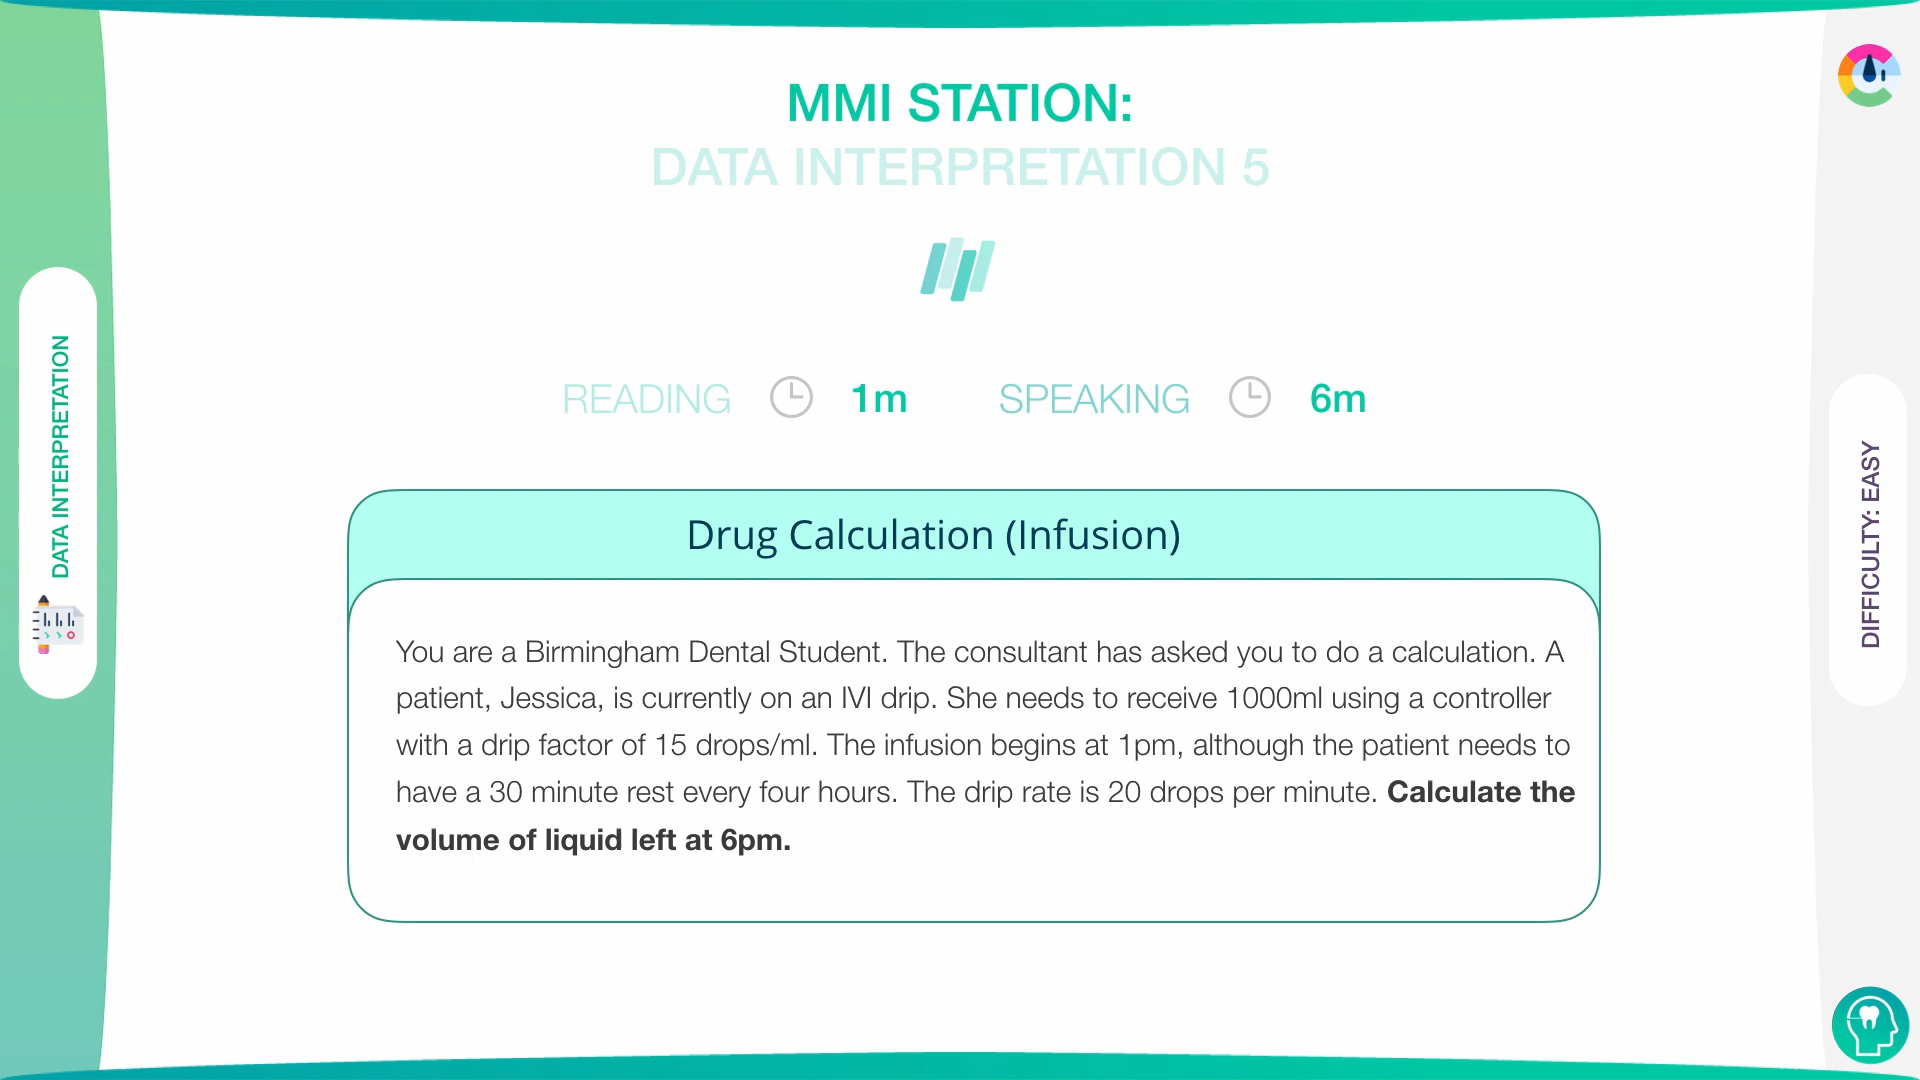 MMI STATION:
DATA INTERPRETATION 5
READING 1m SPEAKING 6m
Drug Calculation (Infusion)
You are a Birmingham Dental Student. The consultant has asked you to do a calculation. A
patient, Jessica, is currently on an IVI drip. She needs to receive 1000ml using a controller
with a drip factor of 15 drops/ml. The infusion begins at 1pm, although the patient needs to
have a 30 minute rest every four hours. The drip rate is 20 drops per minute. Calculate the
volume of liquid left at 6pm.
DATA INTERPRETATION
DIFFICULTY: EASY